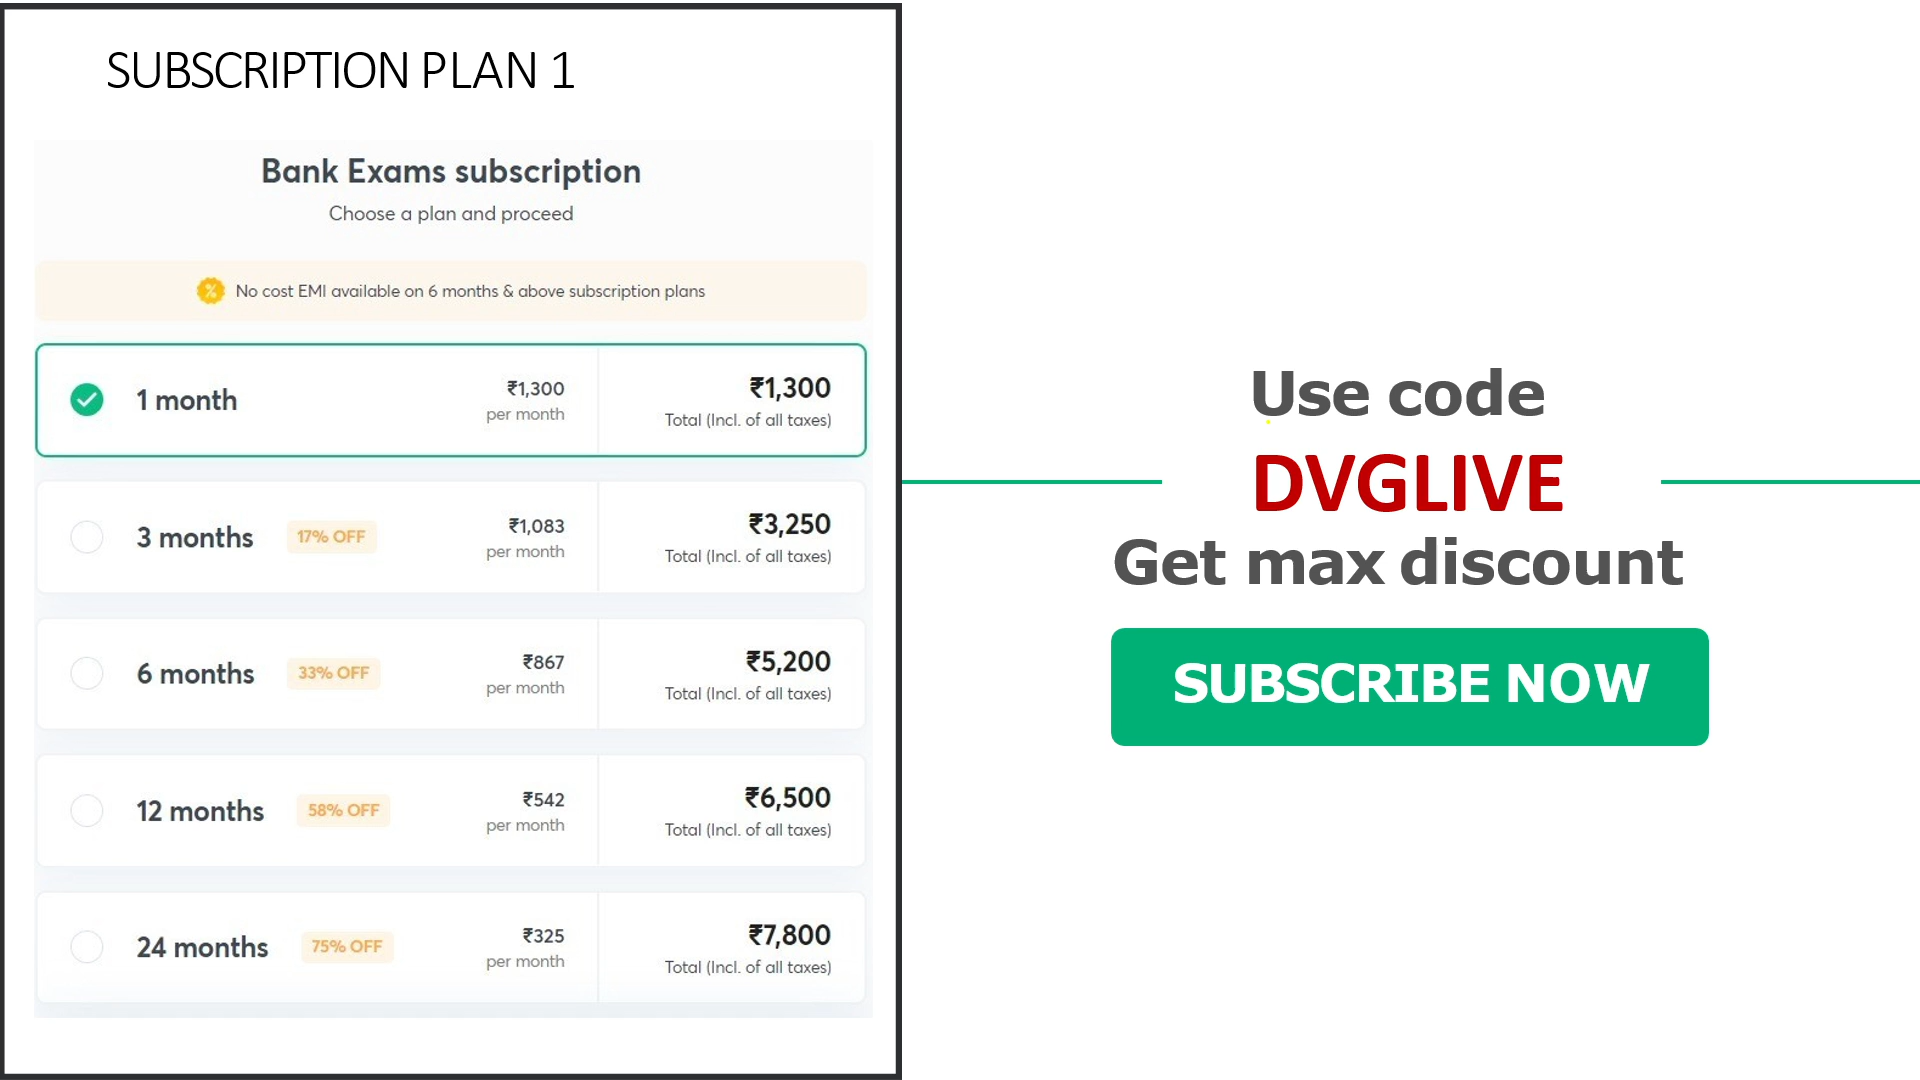 SUBSCRIPTION PLAN 1
Bank Exams subscription
Choose a plan and proceed
No cost EMI available on 6 months & above subscription plans
1 month
₹1,300
per month
₹1,300
Total (Incl. of all taxes)
3 months
17% OFF
₹1,083
per month
₹3,250
Total (Incl. of all taxes)
6 months
33% OFF
₹867
per month
₹5,200
Total (Incl. of all taxes)
12 months
58% OFF
₹542
per month
₹6,500
Total (Incl. of all taxes)
24 months
75% OFF
₹325
per month
₹7,800
Total (Incl. of all taxes)
Use code
DVGLIVE
Get max discount
SUBSCRIBE NOW